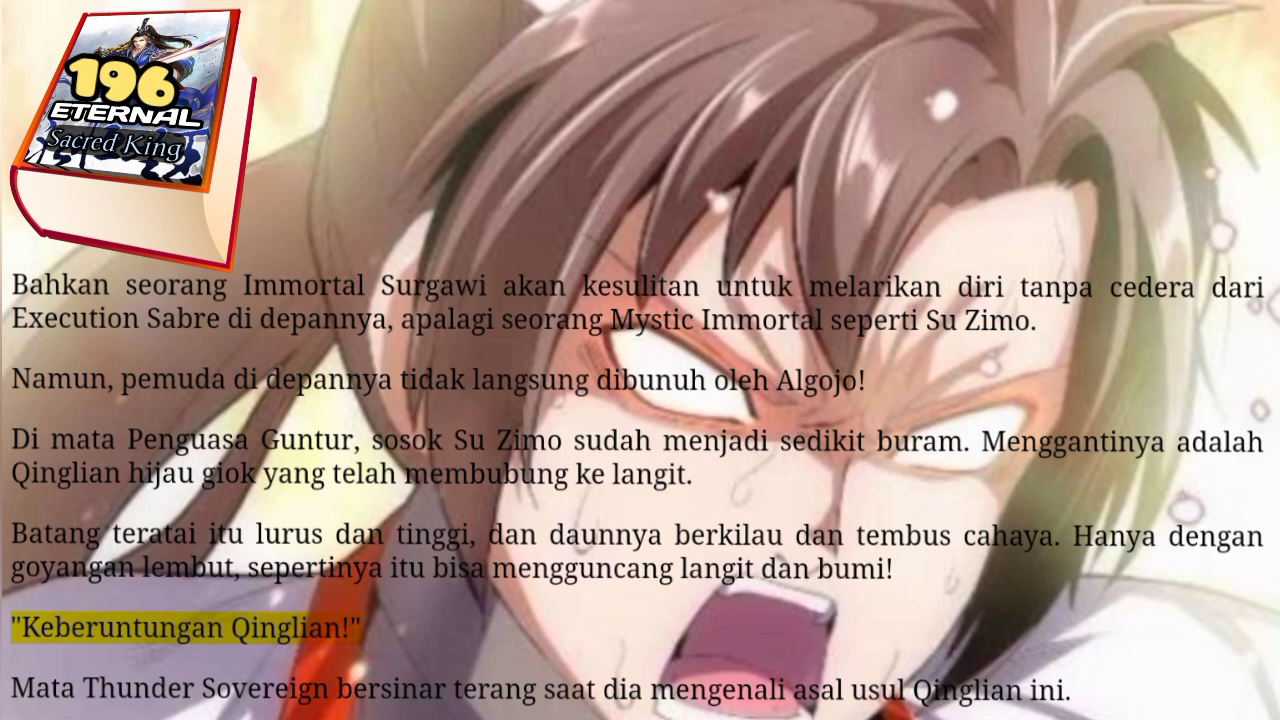 196
ETERNAL
Sacred King
Bahkan seorang Immortal Surgawi akan kesulitan untuk melarikan diri tanpa cedera dari
Execution Sabre di depannya, apalagi seorang Mystic Immortal seperti Su Zimo.
Namun, pemuda di depannya tidak langsung dibunuh oleh Algojo!
Di mata Penguasa Guntur, sosok Su Zimo sudah menjadi sedikit buram. Menggantinya adalah
Qinglian hijau giok yang telah membubung ke langit.
Batang teratai itu lurus dan tinggi, dan daunnya berkilau dan tembus cahaya. Hanya dengan
goyangan lembut, sepertinya itu bisa mengguncang langit dan bumi!
"Keberuntungan Qinglian!"
Mata Thunder Sovereign bersinar terang saat dia mengenali asal usul Qinglian ini.